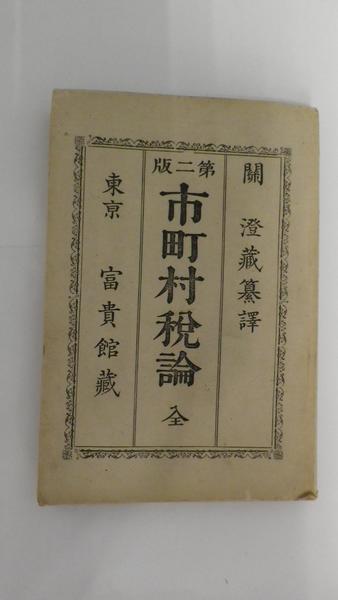 關 澄藏纂譯
第二版
市町村税論 全
東京 富貴館藏